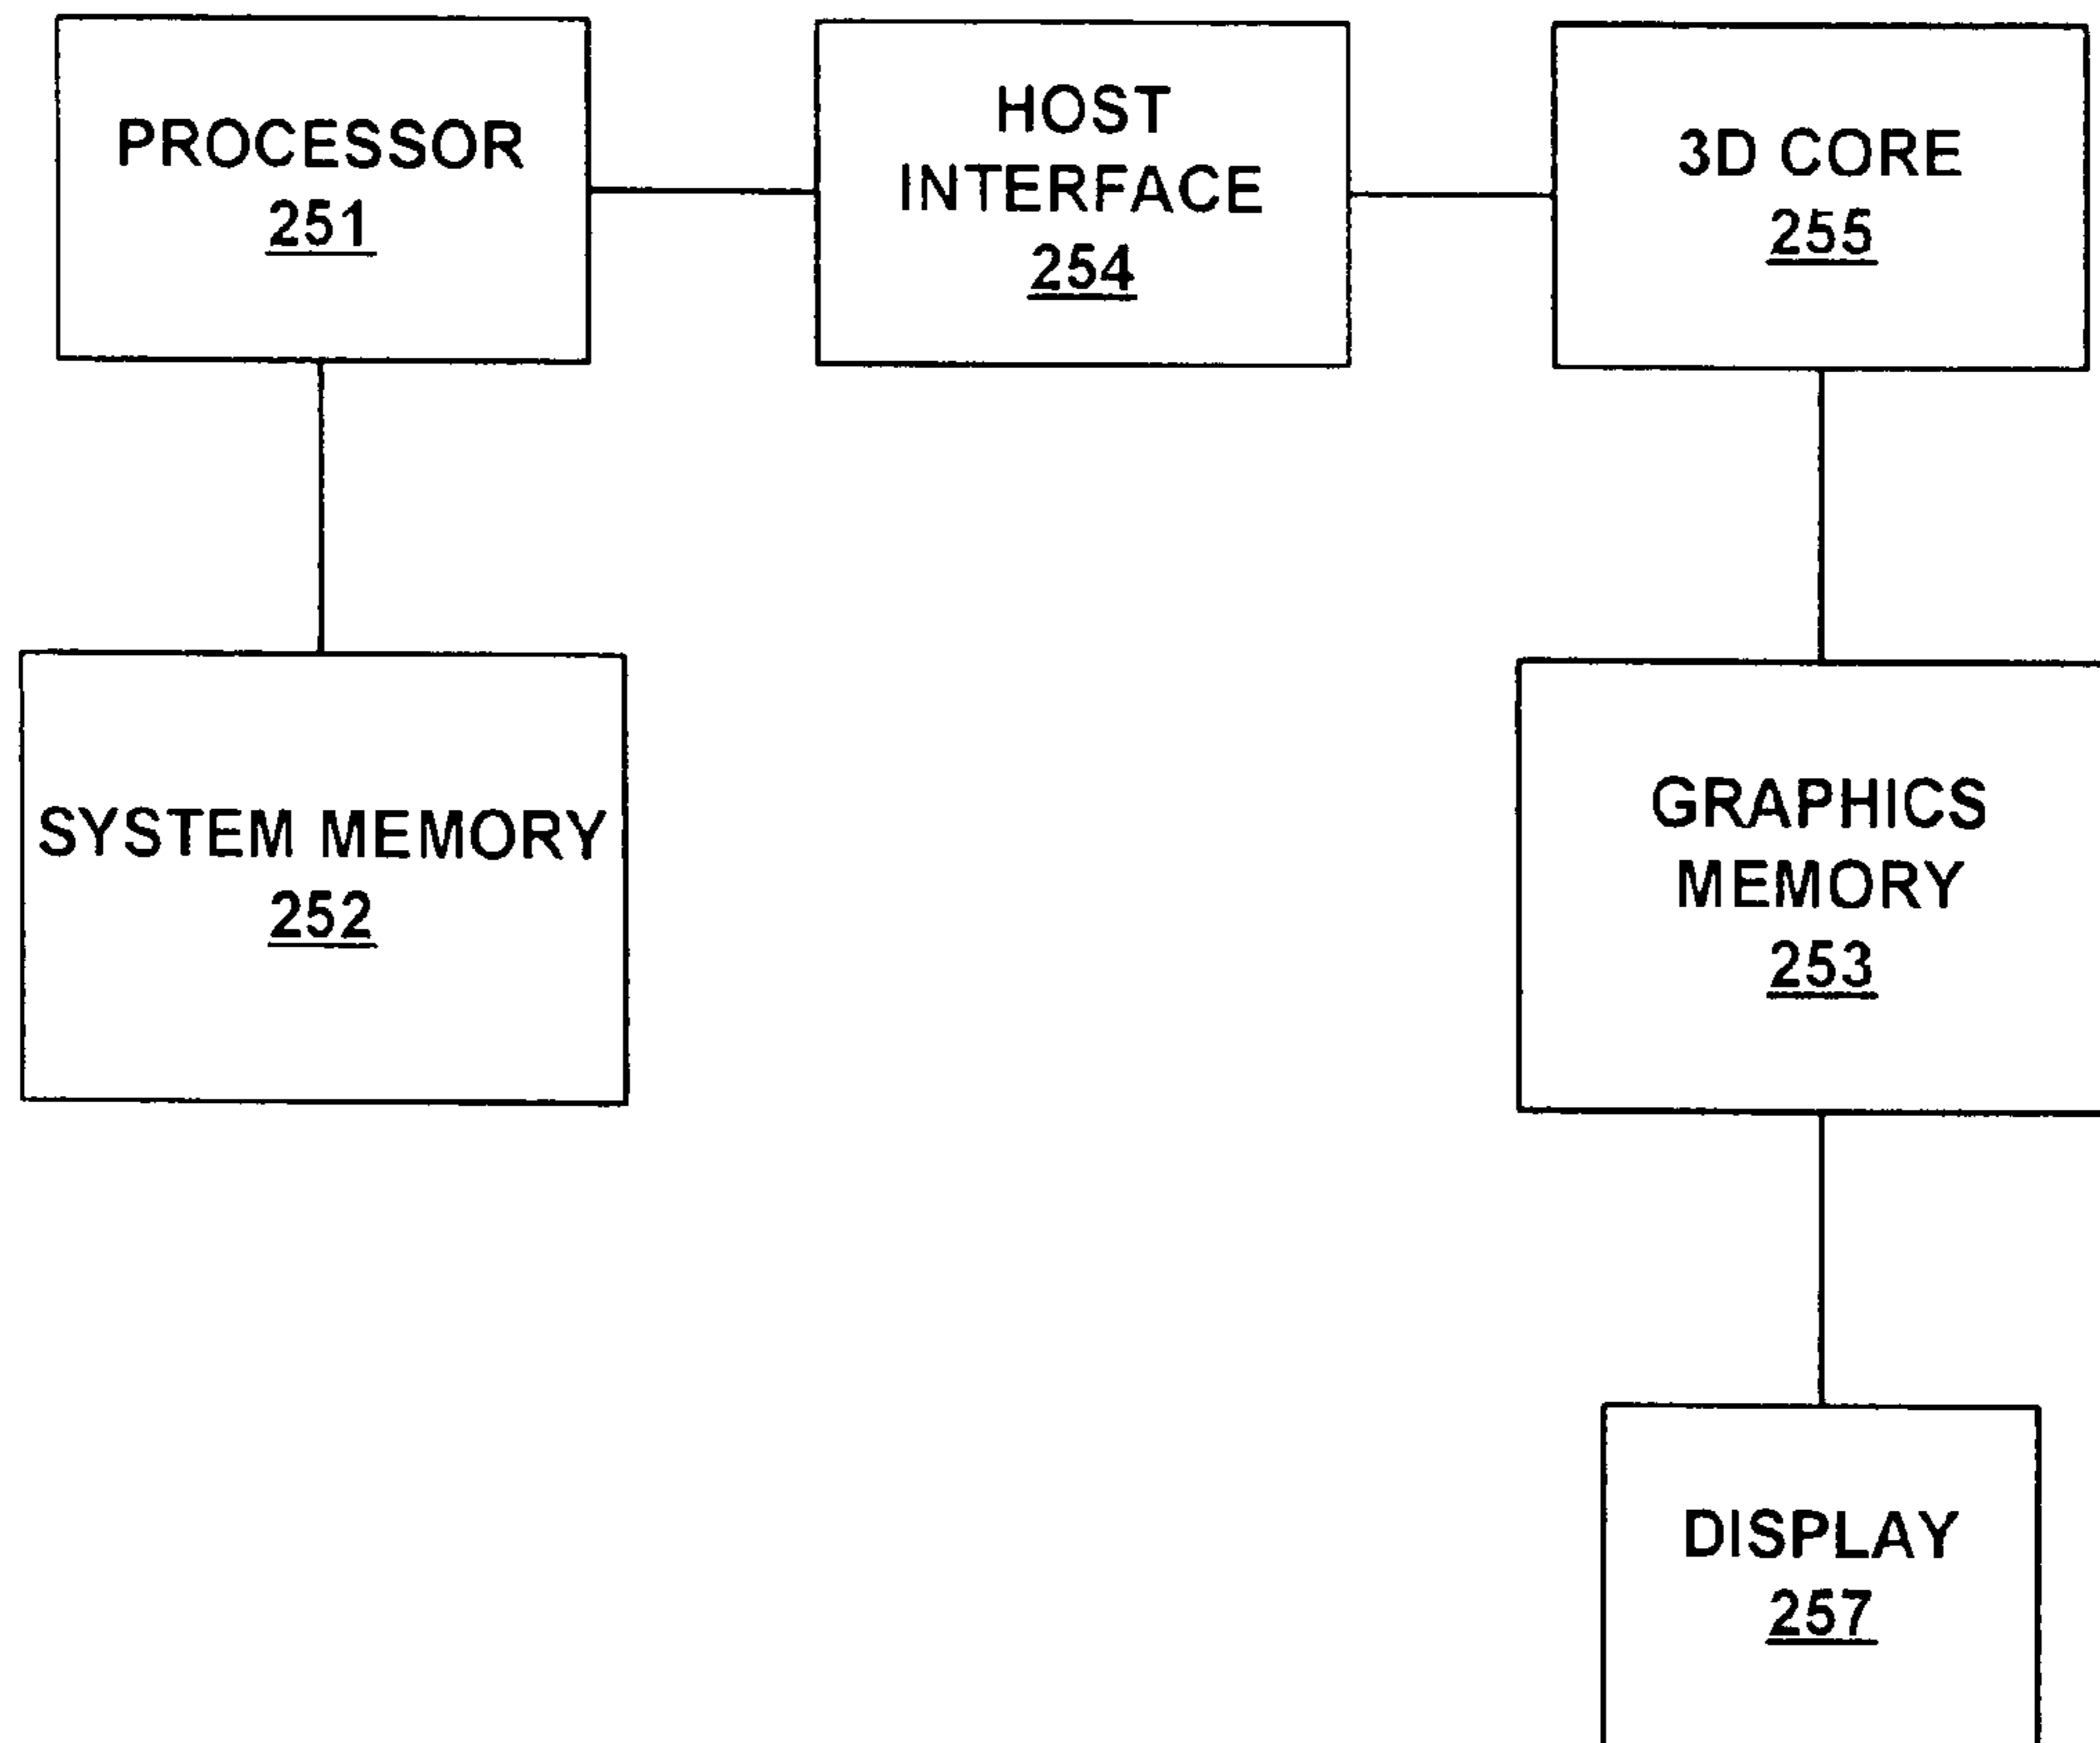 PROCESSOR
251
HOST
INTERFACE
254
3D CORE
255
SYSTEM MEMORY
252
GRAPHICS
MEMORY
253
DISPLAY
257